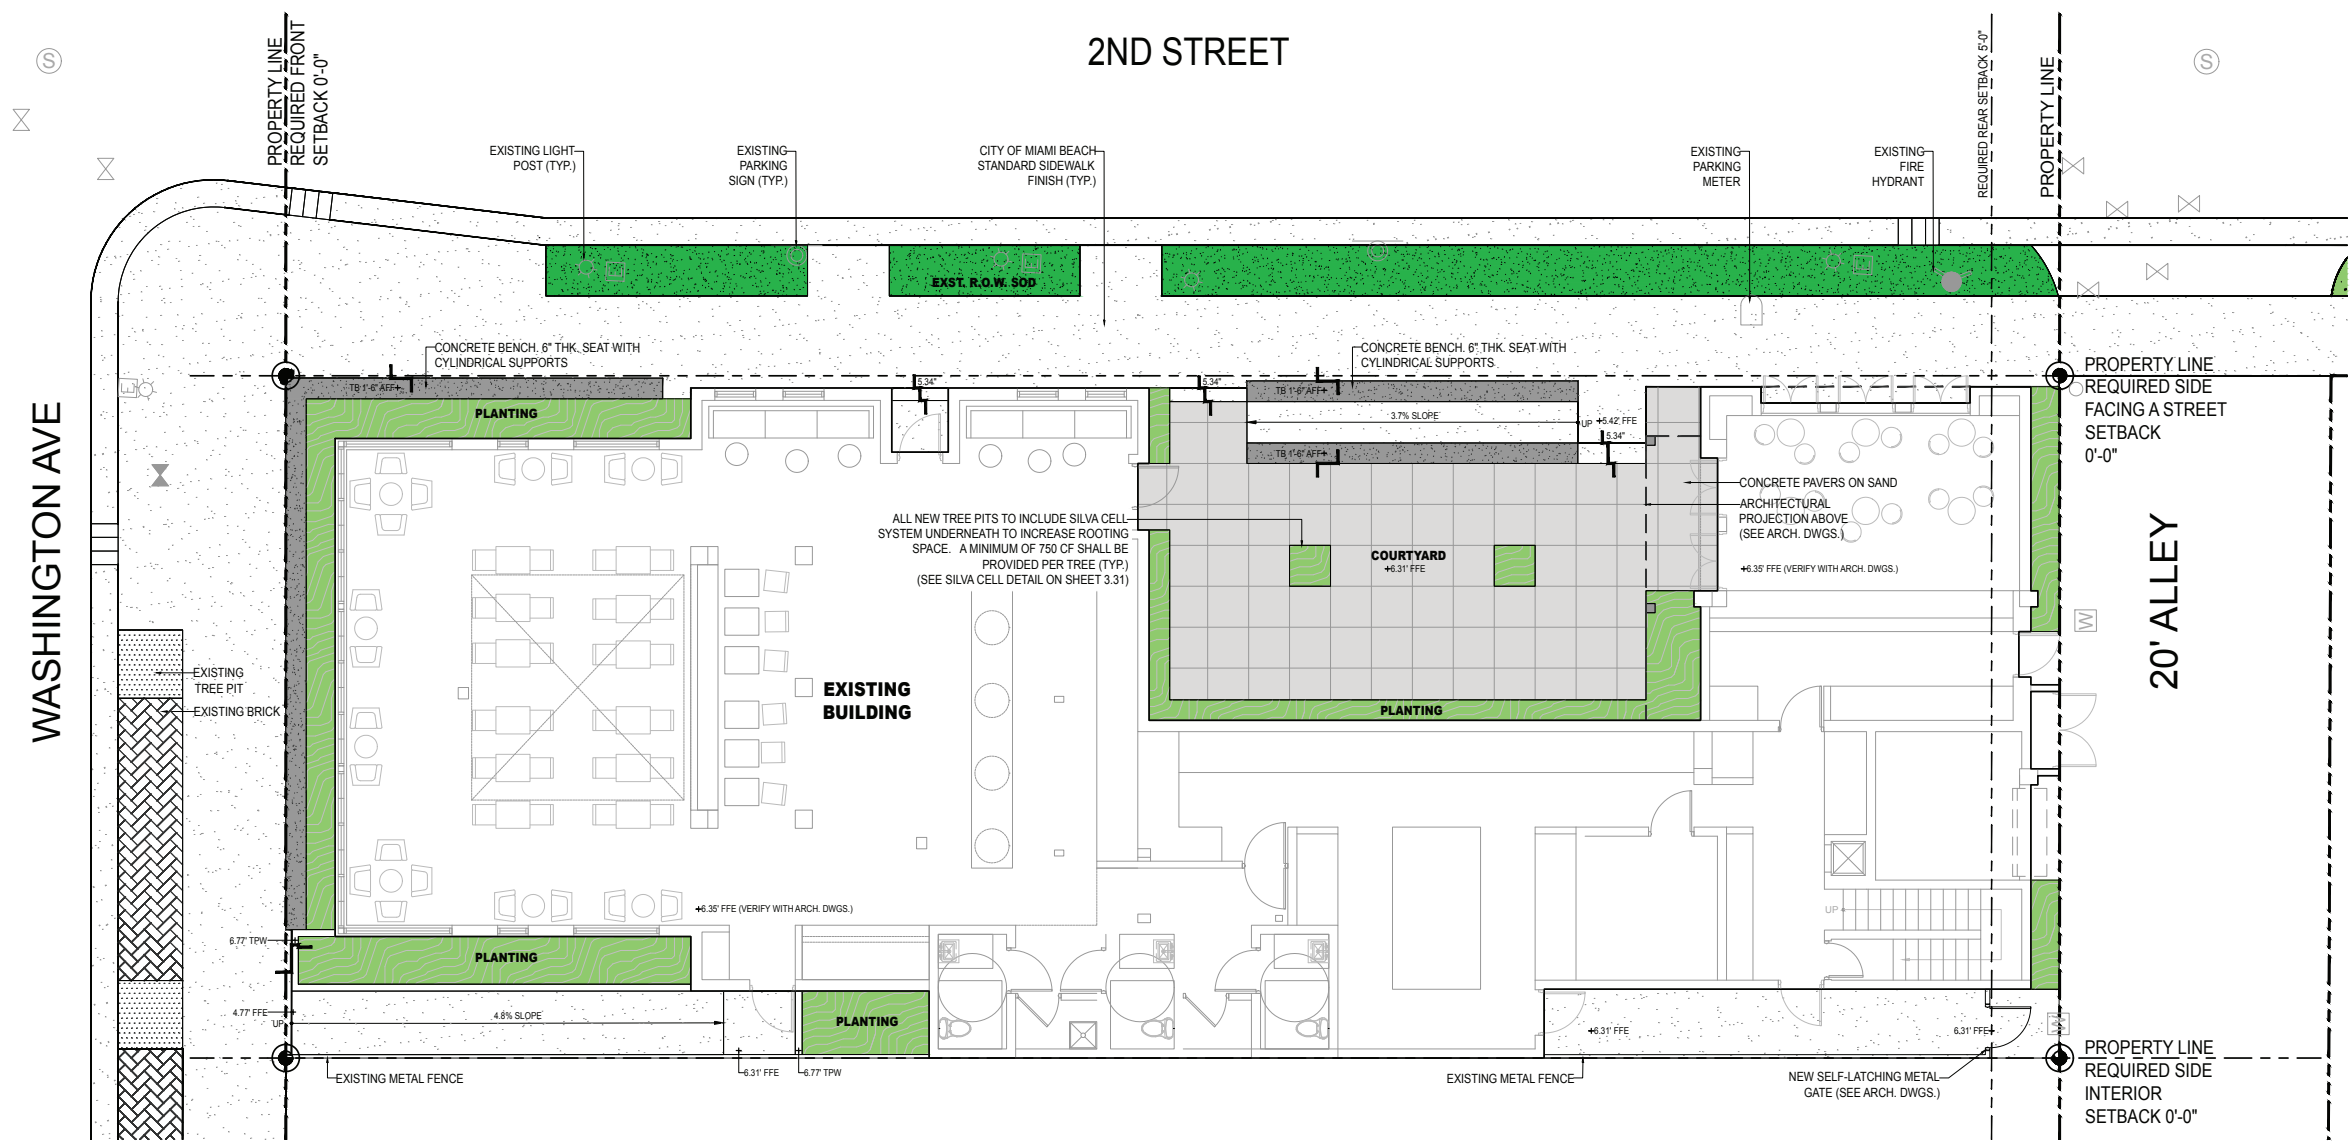 2ND STREET
S
S
PROPERTY LINE
REQUIRED FRONT
SETBACK 0'-0"
REQUIRED REAR SETBACK 5'-0"
PROPERTY LINE
EXISTING LIGHT
POST (TYP.)
EXISTING
PARKING
SIGN (TYP.)
CITY OF MIAMI BEACH
STANDARD SIDEWALK
FINISH (TYP.)
EXISTING
PARKING
METER
EXISTING
FIRE
HYDRANT
EXST. R.O.W. SOD
CONCRETE BENCH. 6" THK. SEAT WITH
CYLINDRICAL SUPPORTS
CONCRETE BENCH. 6" THK. SEAT WITH
CYLINDRICAL SUPPORTS
PROPERTY LINE
REQUIRED SIDE
FACING A STREET
SETBACK
0'-0"
E
TB 1'-6" AFF+
5.34"
5.34"
TB 1'-6" AFF+
PLANTING
3.7% SLOPE
UP
+5.42' FFE
5.34"
TB 1'-6" AFF+
WASHINGTON AVE
CONCRETE PAVERS ON SAND
ARCHITECTURAL
PROJECTION ABOVE
(SEE ARCH. DWGS.)
ALL NEW TREE PITS TO INCLUDE SILVA CELL
SYSTEM UNDERNEATH TO INCREASE ROOTING
SPACE. A MINIMUM OF 750 CF SHALL BE
PROVIDED PER TREE (TYP.)
(SEE SILVA CELL DETAIL ON SHEET 3.31)
COURTYARD
+6.31' FFE
+6.35' FFE (VERIFY WITH ARCH. DWGS.)
20' ALLEY
W
EXISTING
TREE PIT
EXISTING BRICK
EXISTING
BUILDING
PLANTING
+6.35' FFE (VERIFY WITH ARCH. DWGS.)
UP
6.77' TPW
PLANTING
4.77' FFE
UP
4.8% SLOPE
PLANTING
+6.31' FFE
6.31' FFE
W
6.31' FFE
6.77' TPW
EXISTING METAL FENCE
EXISTING METAL FENCE
NEW SELF-LATCHING METAL
GATE (SEE ARCH. DWGS.)
PROPERTY LINE
REQUIRED SIDE
INTERIOR
SETBACK 0'-0"